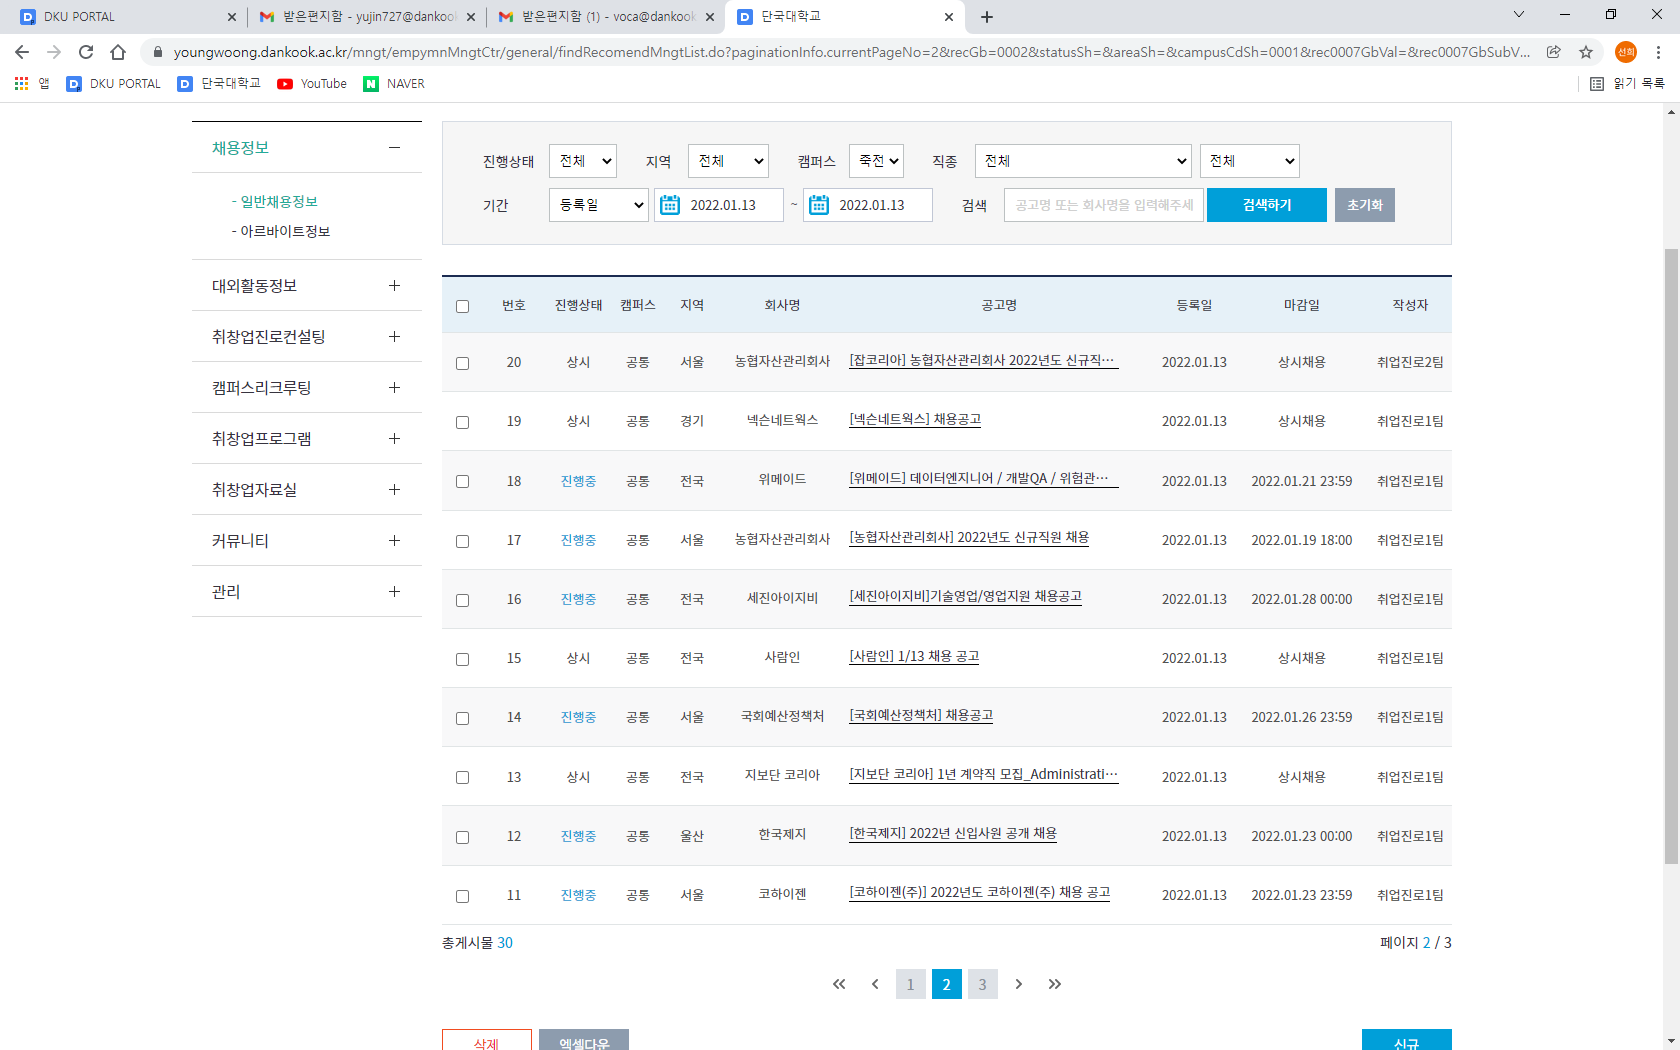 DKU PORTAL
받은편지함 - yujin727@dankook
받은편지함 (1) - voca@dankook
단국대학교
youngwoong.dankook.ac.kr/mngt/empymnMngtCtr/general/findRecomendMngtList.do?paginationInfo.currentPageNo=2&recGb=0002&statusSh=&areaSh=&campusCdSh=0001&rec0007GbVal=&rec0007GbSubV...
선희
앱 DKU PORTAL 단국대학교 YouTube NAVER 읽기 목록
채용정보
- 일반채용정보
- 아르바이트정보
대외활동정보
취창업진로컨설팅
캠퍼스리크루팅
취창업프로그램
취창업자료실
커뮤니티
관리
진행상태 전체 지역 전체 캠퍼스 죽전 직종 전체 전체
기간 등록일 2022.01.13 ~ 2022.01.13 검색 공고명 또는 회사명을 입력해주세 검색하기 초기화
번호 진행상태 캠퍼스 지역 회사명 공고명 등록일 마감일 작성자
20 상시 공통 서울 농협자산관리회사 [잡코리아] 농협자산관리회사 2022년도 신규직… 2022.01.13 상시채용 취업진로2팀
19 상시 공통 경기 넥슨네트웍스 [넥슨네트웍스] 채용공고 2022.01.13 상시채용 취업진로1팀
18 진행중 공통 전국 위메이드 [위메이드] 데이터엔지니어 / 개발QA / 위험관… 2022.01.13 2022.01.21 23:59 취업진로1팀
17 진행중 공통 서울 농협자산관리회사 [농협자산관리회사] 2022년도 신규직원 채용 2022.01.13 2022.01.19 18:00 취업진로1팀
16 진행중 공통 전국 세진아이지비 [세진아이지비]기술영업/영업지원 채용공고 2022.01.13 2022.01.28 00:00 취업진로1팀
15 상시 공통 전국 사람인 [사람인] 1/13 채용 공고 2022.01.13 상시채용 취업진로1팀
14 진행중 공통 서울 국회예산정책처 [국회예산정책처] 채용공고 2022.01.13 2022.01.26 23:59 취업진로1팀
13 상시 공통 전국 지보단 코리아 [지보단 코리아] 1년 계약직 모집_Administrati… 2022.01.13 상시채용 취업진로1팀
12 진행중 공통 울산 한국제지 [한국제지] 2022년 신입사원 공개 채용 2022.01.13 2022.01.23 00:00 취업진로1팀
11 진행중 공통 서울 코하이젠 [코하이젠(주)] 2022년도 코하이젠(주) 채용 공고 2022.01.13 2022.01.23 23:59 취업진로1팀
총게시물 30 페이지 2 / 3
1 2 3
삭제 엑셀다운 신규